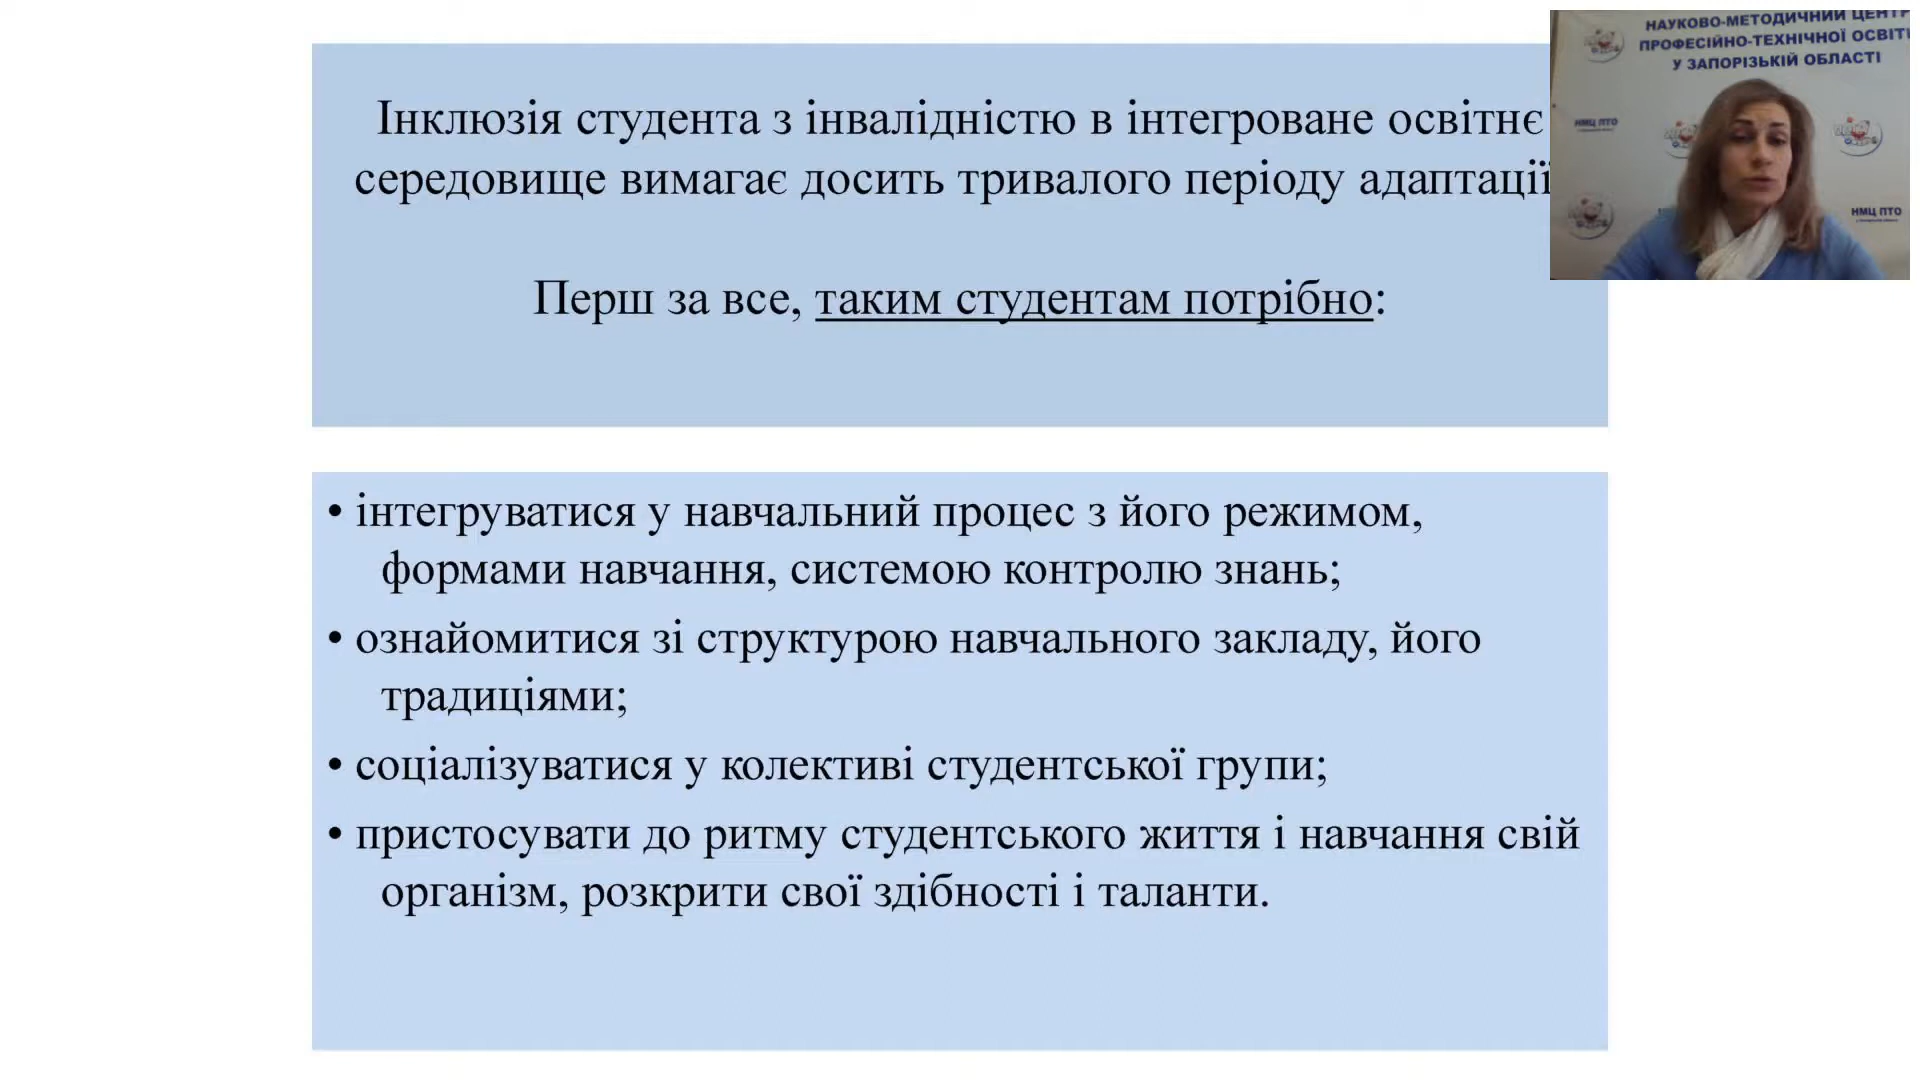 Інклюзія студента з інвалідністю в інтегроване освітнє
середовище вимагає досить тривалого періоду адаптації
Перш за все, таким студентам потрібно:
• інтегруватися у навчальний процес з його режимом,
формами навчання, системою контролю знань;
• ознайомитися зі структурою навчального закладу, його
традиціями;
• соціалізуватися у колективі студентської групи;
• пристосувати до ритму студентського життя і навчання свій
організм, розкрити свої здібності і таланти.
НАУКОВО-МЕТОДИЧНИЙ ЦЕНТР
ПРОФЕСІЙНО-ТЕХНІЧНОЇ ОСВІТИ
У ЗАПОРІЗЬКІЙ ОБЛАСТІ
НМЦ ПТО
НМЦ ПТО